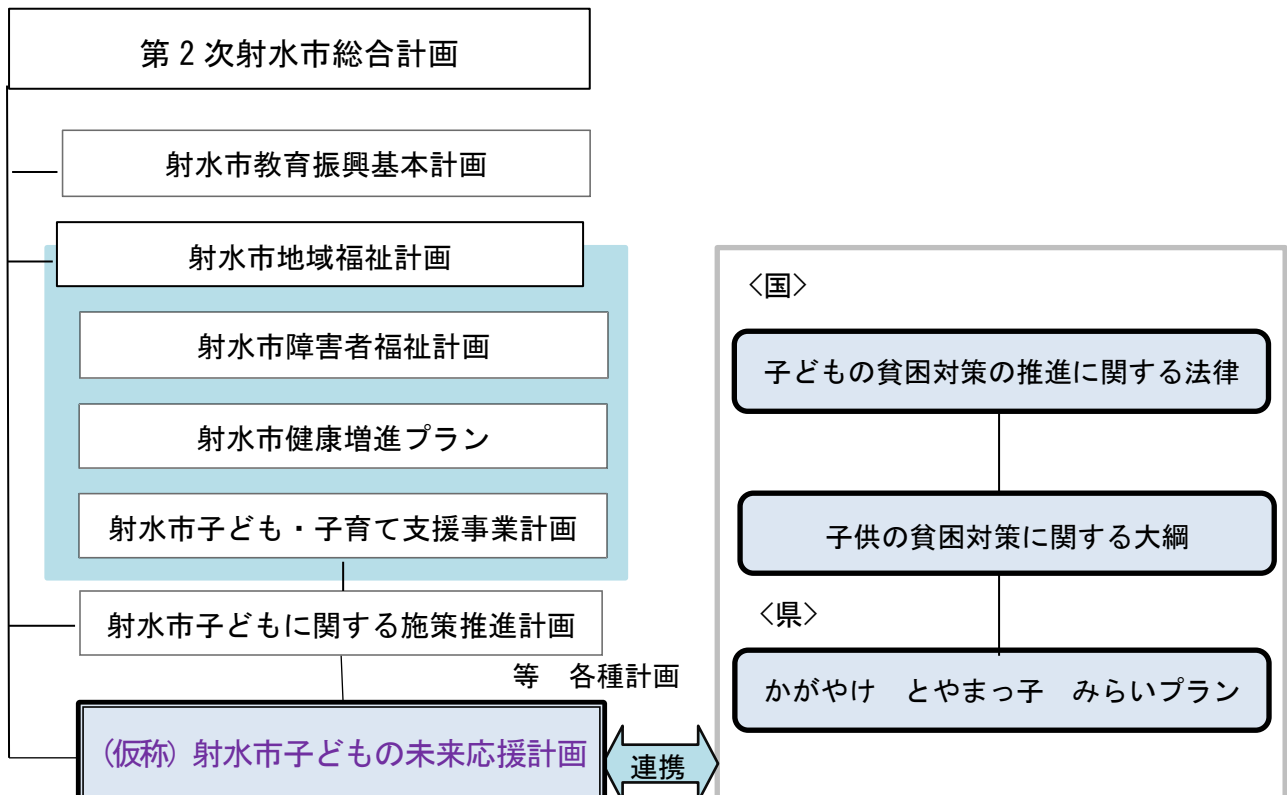 第2次射水市総合計画
射水市教育振興基本計画
射水市地域福祉計画
射水市障害者福祉計画
射水市健康増進プラン
射水市子ども・子育て支援事業計画
射水市子どもに関する施策推進計画
等　各種計画
(仮称) 射水市子どもの未来応援計画
連携
〈国〉
子どもの貧困対策の推進に関する法律
子供の貧困対策に関する大綱
〈県〉
かがやけ　とやまっ子　みらいプラン